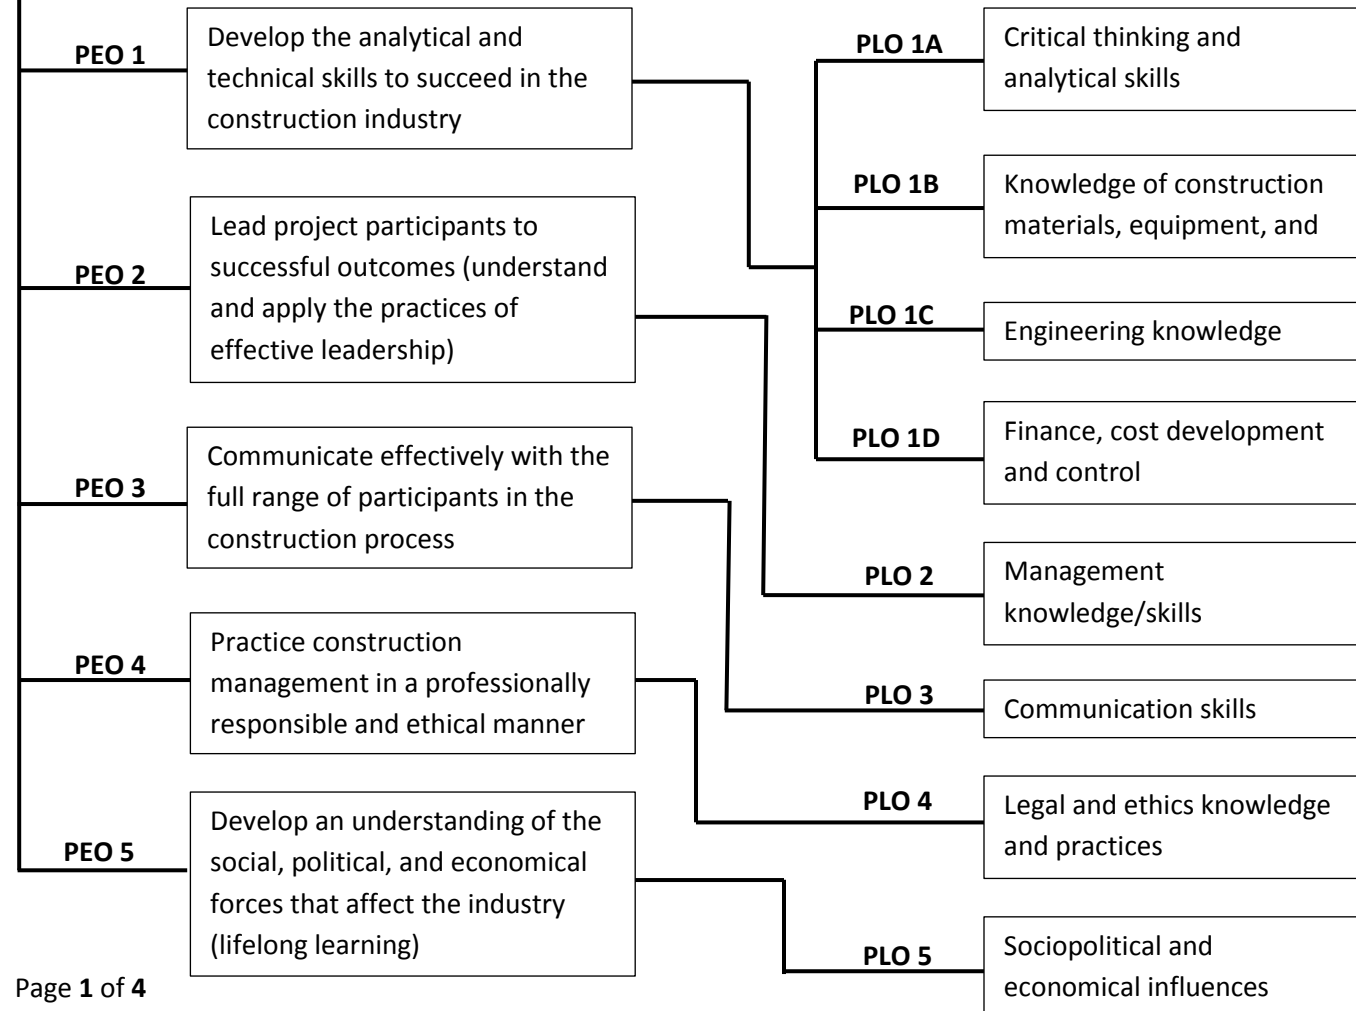 PEO 1
Develop the analytical and
technical skills to succeed in the
construction industry
PEO 2
Lead project participants to
successful outcomes (understand
and apply the practices of
effective leadership)
PEO 3
Communicate effectively with the
full range of participants in the
construction process
PEO 4
Practice construction
management in a professionally
responsible and ethical manner
PEO 5
Develop an understanding of the
social, political, and economical
forces that affect the industry
(lifelong learning)
PLO 1A
Critical thinking and
analytical skills
PLO 1B
Knowledge of construction
materials, equipment, and
PLO 1C
Engineering knowledge
PLO 1D
Finance, cost development
and control
PLO 2
Management
knowledge/skills
PLO 3
Communication skills
PLO 4
Legal and ethics knowledge
and practices
PLO 5
Sociopolitical and
economical influences
Page 1 of 4